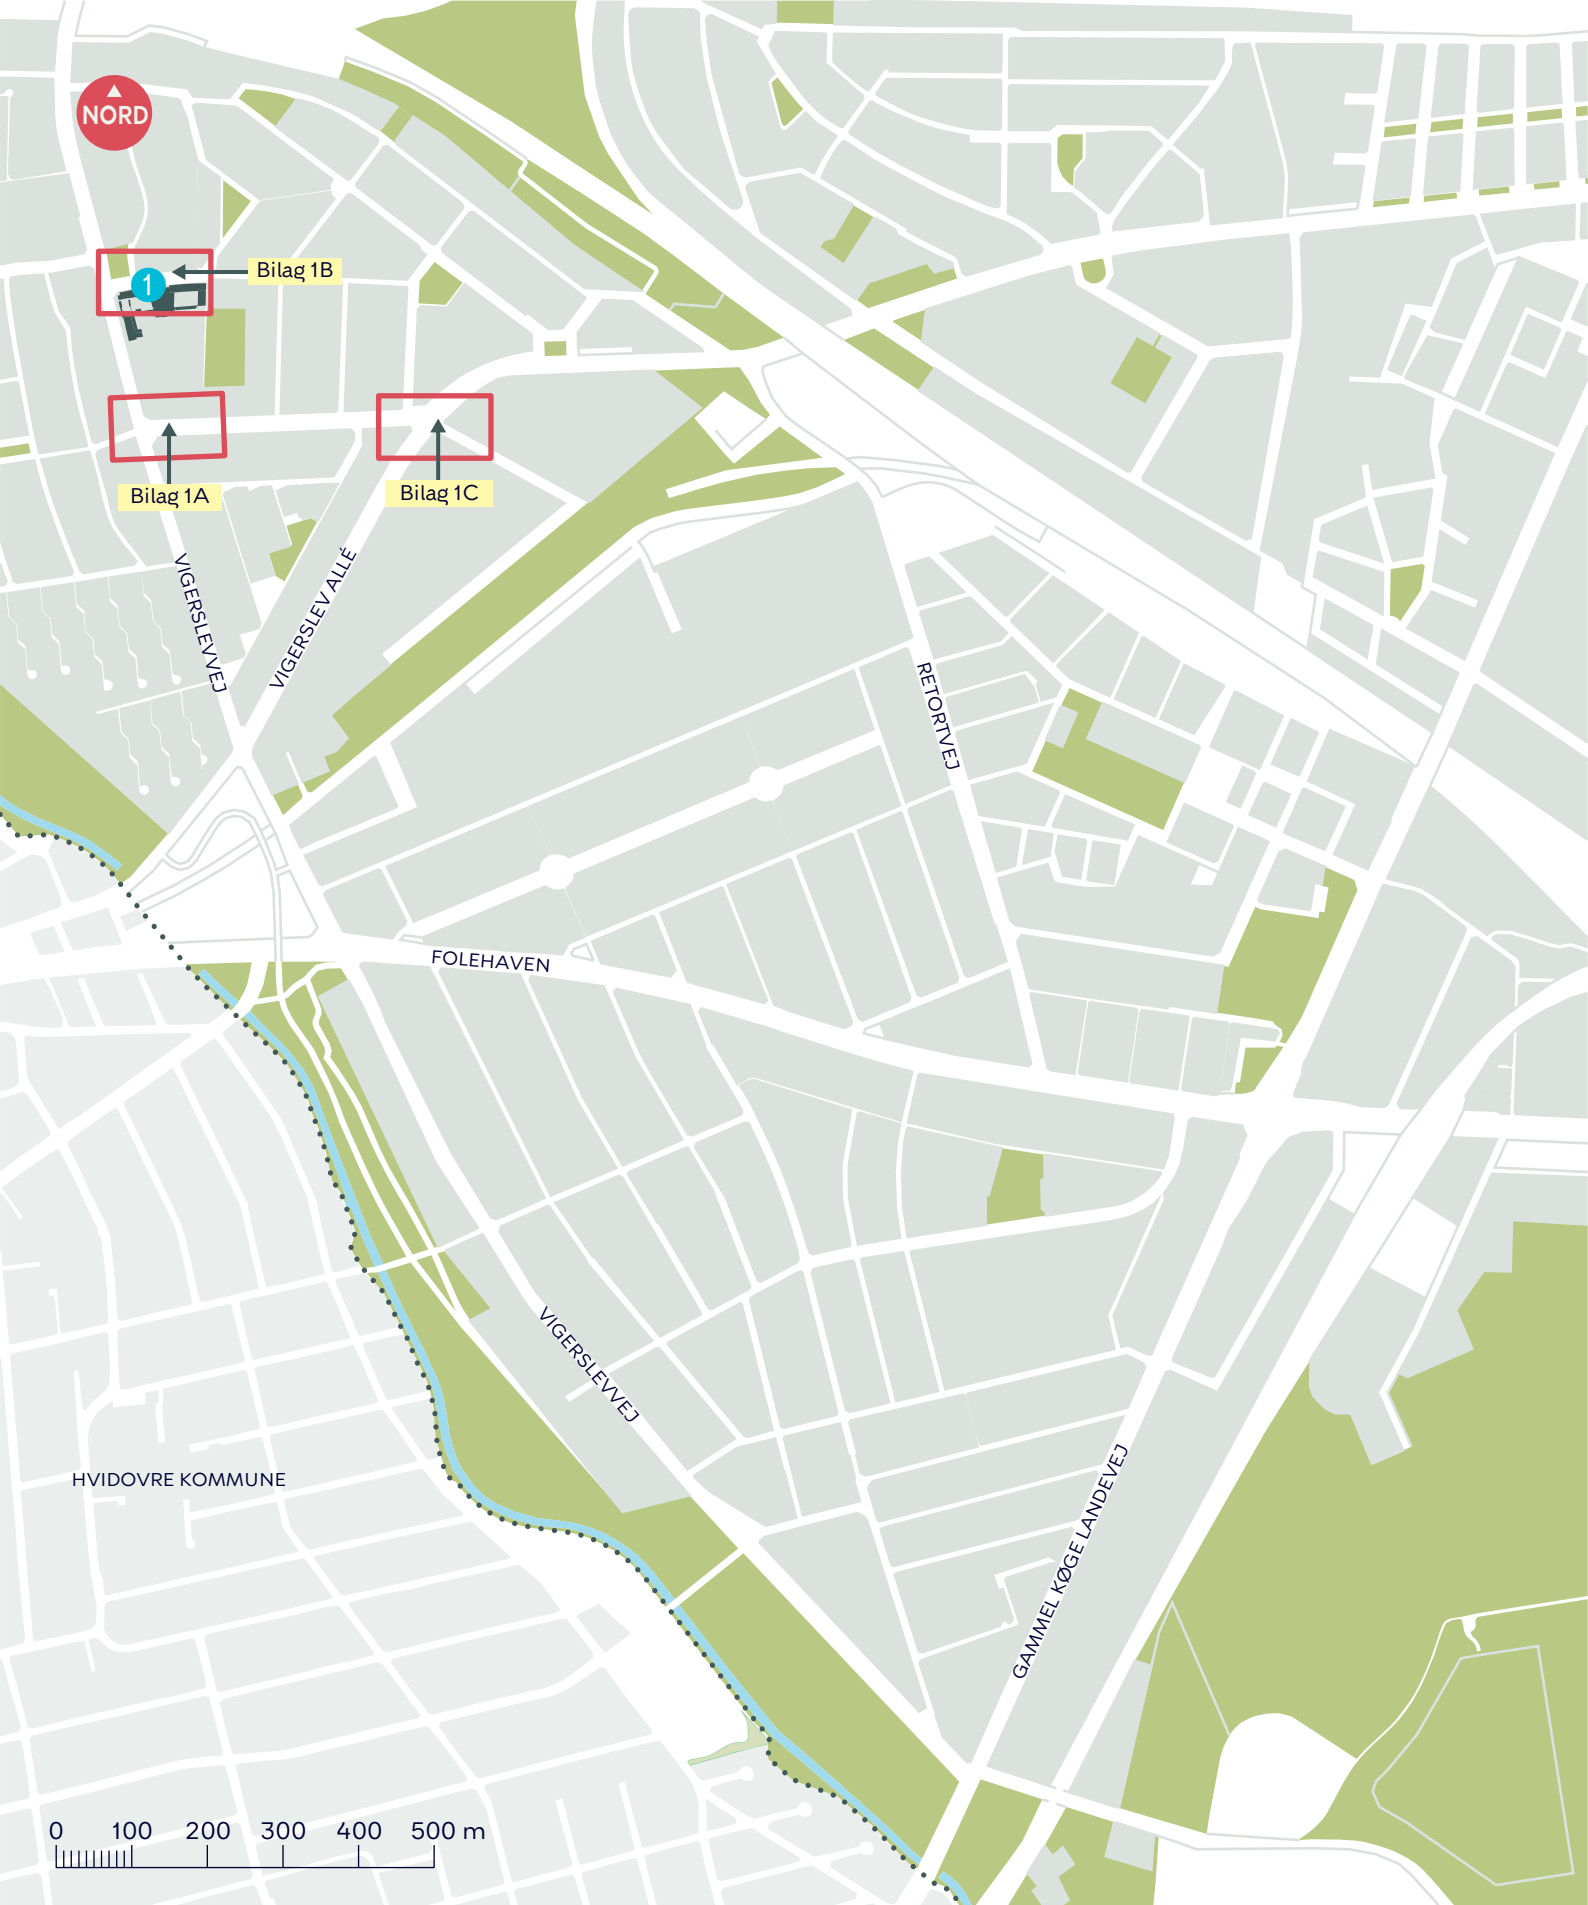 NORD
1
Bilag 1B
Bilag 1A
Bilag 1C
VIGERSLEVVEJ
VIGERSLEV ALLÉ
RETORTVEJ
FOLEHAVEN
VIGERSLEVVEJ
GAMMEL KØGE LANDEVEJ
HVIDOVRE KOMMUNE
0 100 200 300 400 500 m